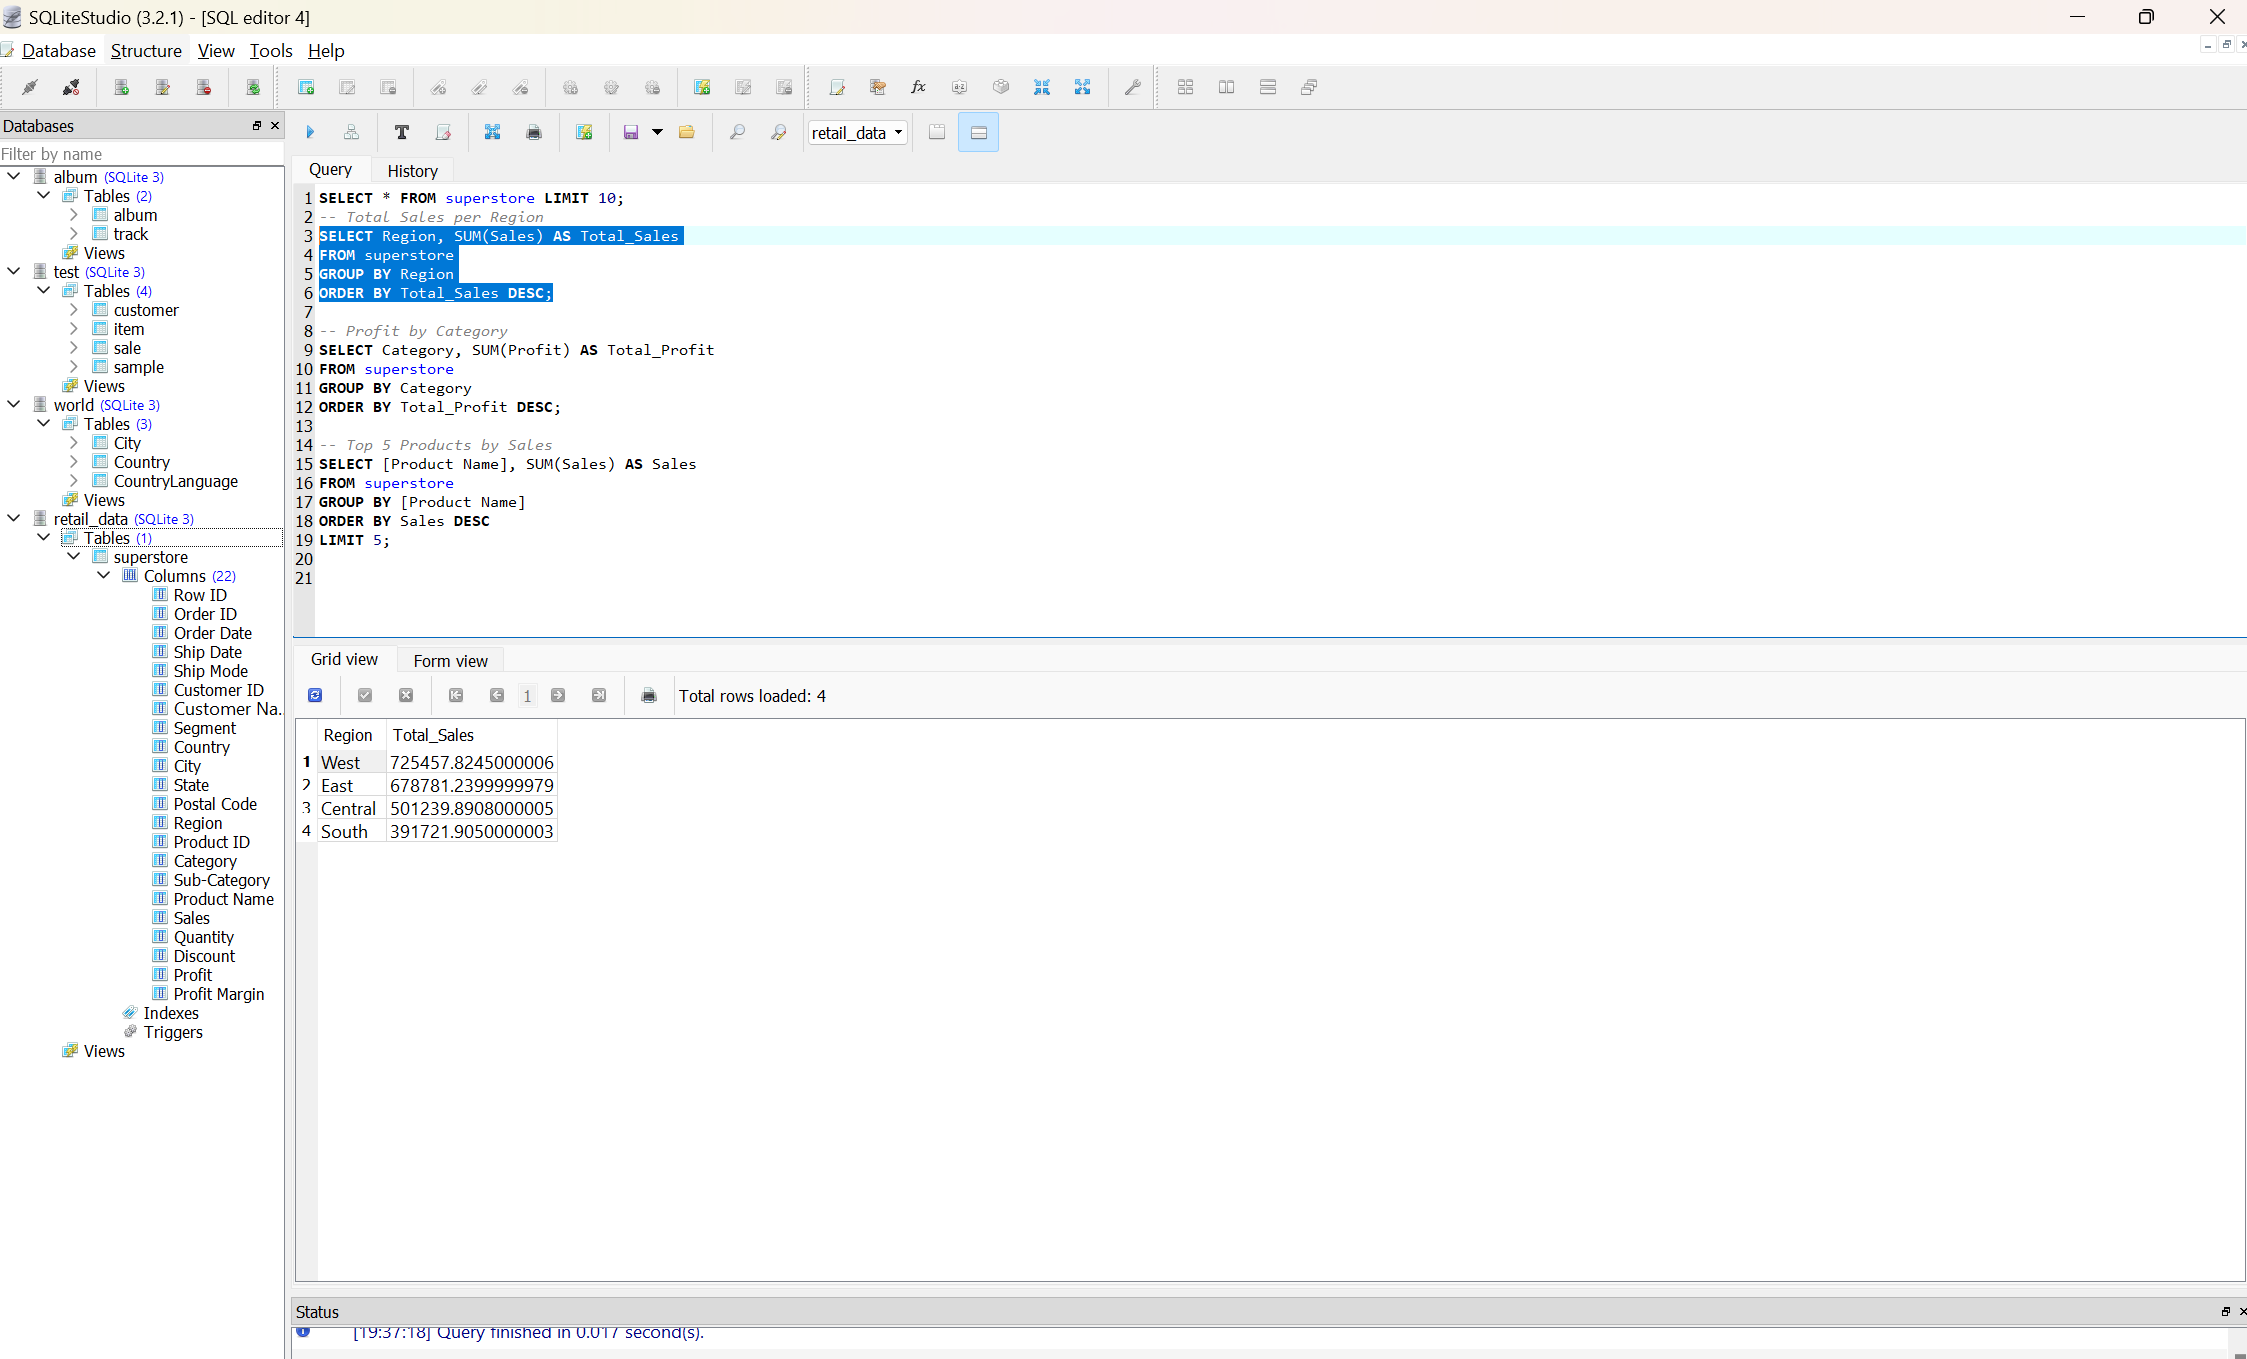 SQLiteStudio (3.2.1) - [SQL editor 4]
Database Structure View Tools Help
Databases
Filter by name
album (SQLite 3)
Tables (2)
album
track
Views
test (SQLite 3)
Tables (4)
customer
item
sale
sample
Views
world (SQLite 3)
Tables (3)
City
Country
CountryLanguage
Views
retail_data (SQLite 3)
Tables (1)
superstore
Columns (22)
Row ID
Order ID
Order Date
Ship Date
Ship Mode
Customer ID
Customer Na..
Segment
Country
City
State
Postal Code
Region
Product ID
Category
Sub-Category
Product Name
Sales
Quantity
Discount
Profit
Profit Margin
Indexes
Triggers
Views
retail_data
Query History
1 SELECT * FROM superstore LIMIT 10;
2 -- Total Sales per Region
3 SELECT Region, SUM(Sales) AS Total_Sales
4 FROM superstore
5 GROUP BY Region
6 ORDER BY Total_Sales DESC;
7
8 -- Profit by Category
9 SELECT Category, SUM(Profit) AS Total_Profit
10 FROM superstore
11 GROUP BY Category
12 ORDER BY Total_Profit DESC;
13
14 -- Top 5 Products by Sales
15 SELECT [Product Name], SUM(Sales) AS Sales
16 FROM superstore
17 GROUP BY [Product Name]
18 ORDER BY Sales DESC
19 LIMIT 5;
20
21
Grid view Form view
1 Total rows loaded: 4
Region Total_Sales
1 West 725457.8245000006
2 East 678781.2399999979
3 Central 501239.8908000005
4 South 391721.9050000003
Status
[19:37:18] Query finished in 0.017 second(s).